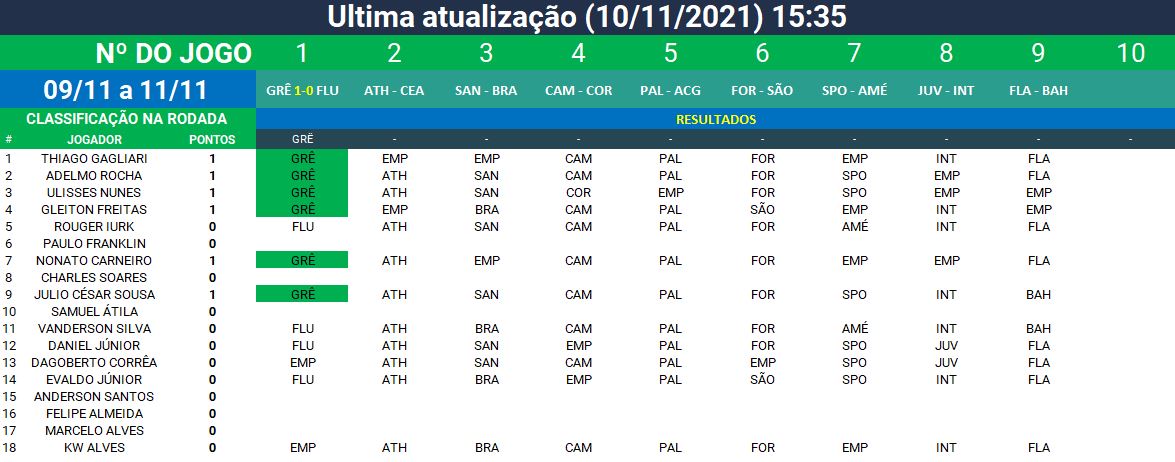 Ultima atualização (10/11/2021) 15:35
Nº DO JOGO 1 2 3 4 5 6 7 8 9 10
09/11 a 11/11 GRÊ 1-0 FLU ATH - CEA SAN - BRA CAM - COR PAL - ACG FOR - SÃO SPO - AMÉ JUV - INT FLA - BAH
CLASSIFICAÇÃO NA RODADA RESULTADOS
# JOGADOR PONTOS GRÊ - - - - - - - - -
1 THIAGO GAGLIARI 1 GRÊ EMP EMP CAM PAL FOR EMP INT FLA
2 ADELMO ROCHA 1 GRÊ ATH SAN CAM PAL FOR SPO EMP FLA
3 ULISSES NUNES 1 GRÊ ATH SAN COR EMP FOR SPO EMP EMP
4 GLEITON FREITAS 1 GRÊ EMP BRA CAM PAL SÃO EMP INT EMP
5 ROUGER IURK 0 FLU ATH SAN CAM PAL FOR AMÉ INT FLA
6 PAULO FRANKLIN 0
7 NONATO CARNEIRO 1 GRÊ ATH EMP CAM PAL FOR EMP EMP FLA
8 CHARLES SOARES 0
9 JULIO CÉSAR SOUSA 1 GRÊ ATH SAN CAM PAL FOR SPO INT BAH
10 SAMUEL ÁTILA 0
11 VANDERSON SILVA 0 FLU ATH BRA CAM PAL FOR AMÉ INT BAH
12 DANIEL JÚNIOR 0 FLU ATH SAN EMP PAL FOR SPO JUV FLA
13 DAGOBERTO CORRÊA 0 EMP ATH SAN CAM PAL EMP SPO JUV FLA
14 EVALDO JÚNIOR 0 FLU ATH BRA EMP PAL SÃO SPO INT FLA
15 ANDERSON SANTOS 0
16 FELIPE ALMEIDA 0
17 MARCELO ALVES 0
18 KW ALVES 0 EMP ATH BRA CAM PAL FOR EMP INT FLA